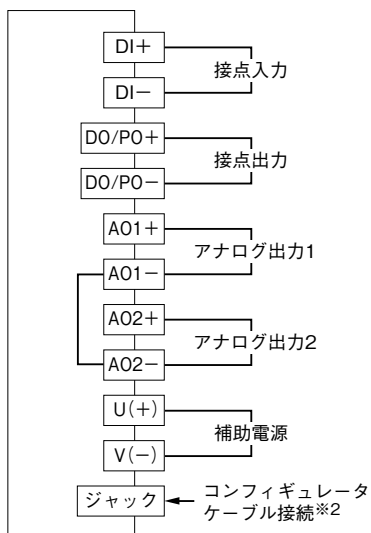 DI+
接点入力
DI−
DO/PO+
接点出力
DO/PO−
AO1+
アナログ出力1
AO1−
AO2+
アナログ出力2
AO2−
U(+)
補助電源
V(−)
ジャック
コンフィギュレータ
ケーブル接続※2